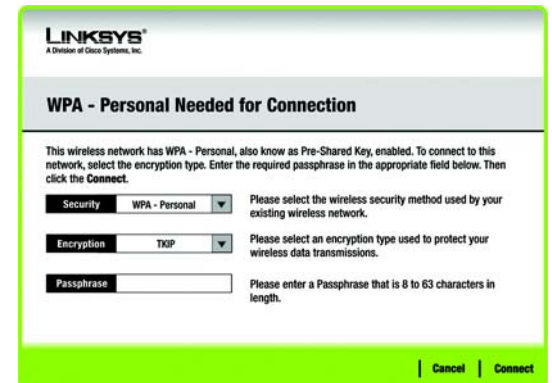 LINKSYS®
A Division of Cisco Systems, Inc.
WPA - Personal Needed for Connection
This wireless network has WPA - Personal, also know as Pre-Shared Key, enabled. To connect to this
network, select the encryption type. Enter the required passphrase in the appropriate field below. Then
click the Connect.
Security WPA - Personal
Please select the wireless security method used by your
existing wireless network.
Encryption TKIP
Please select an encryption type used to protect your
wireless data transmissions.
Passphrase
Please enter a Passphrase that is 8 to 63 characters in
length.
Cancel Connect